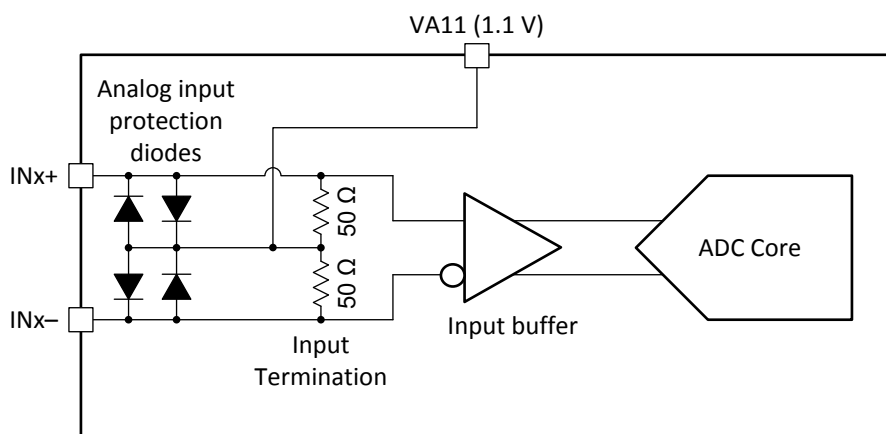 VA11 (1.1 V)
Analog input
protection
diodes
INx+
50 Ω
50 Ω
ADC Core
INx–
Input
Termination
Input buffer